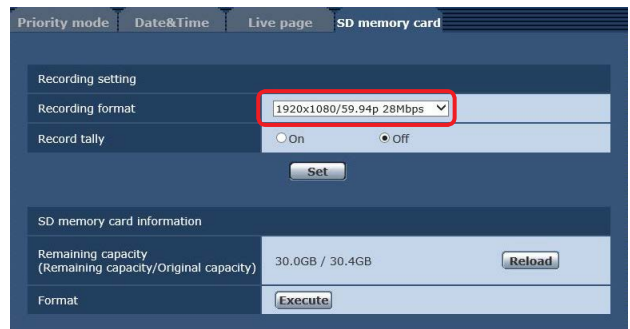 Priority mode Date&Time Live page SD memory card
Recording setting
Recording format 1920x1080/59.94p 28Mbps
Record tally On Off
Set
SD memory card information
Remaining capacity
(Remaining capacity/Original capacity) 30.0GB / 30.4GB Reload
Format Execute